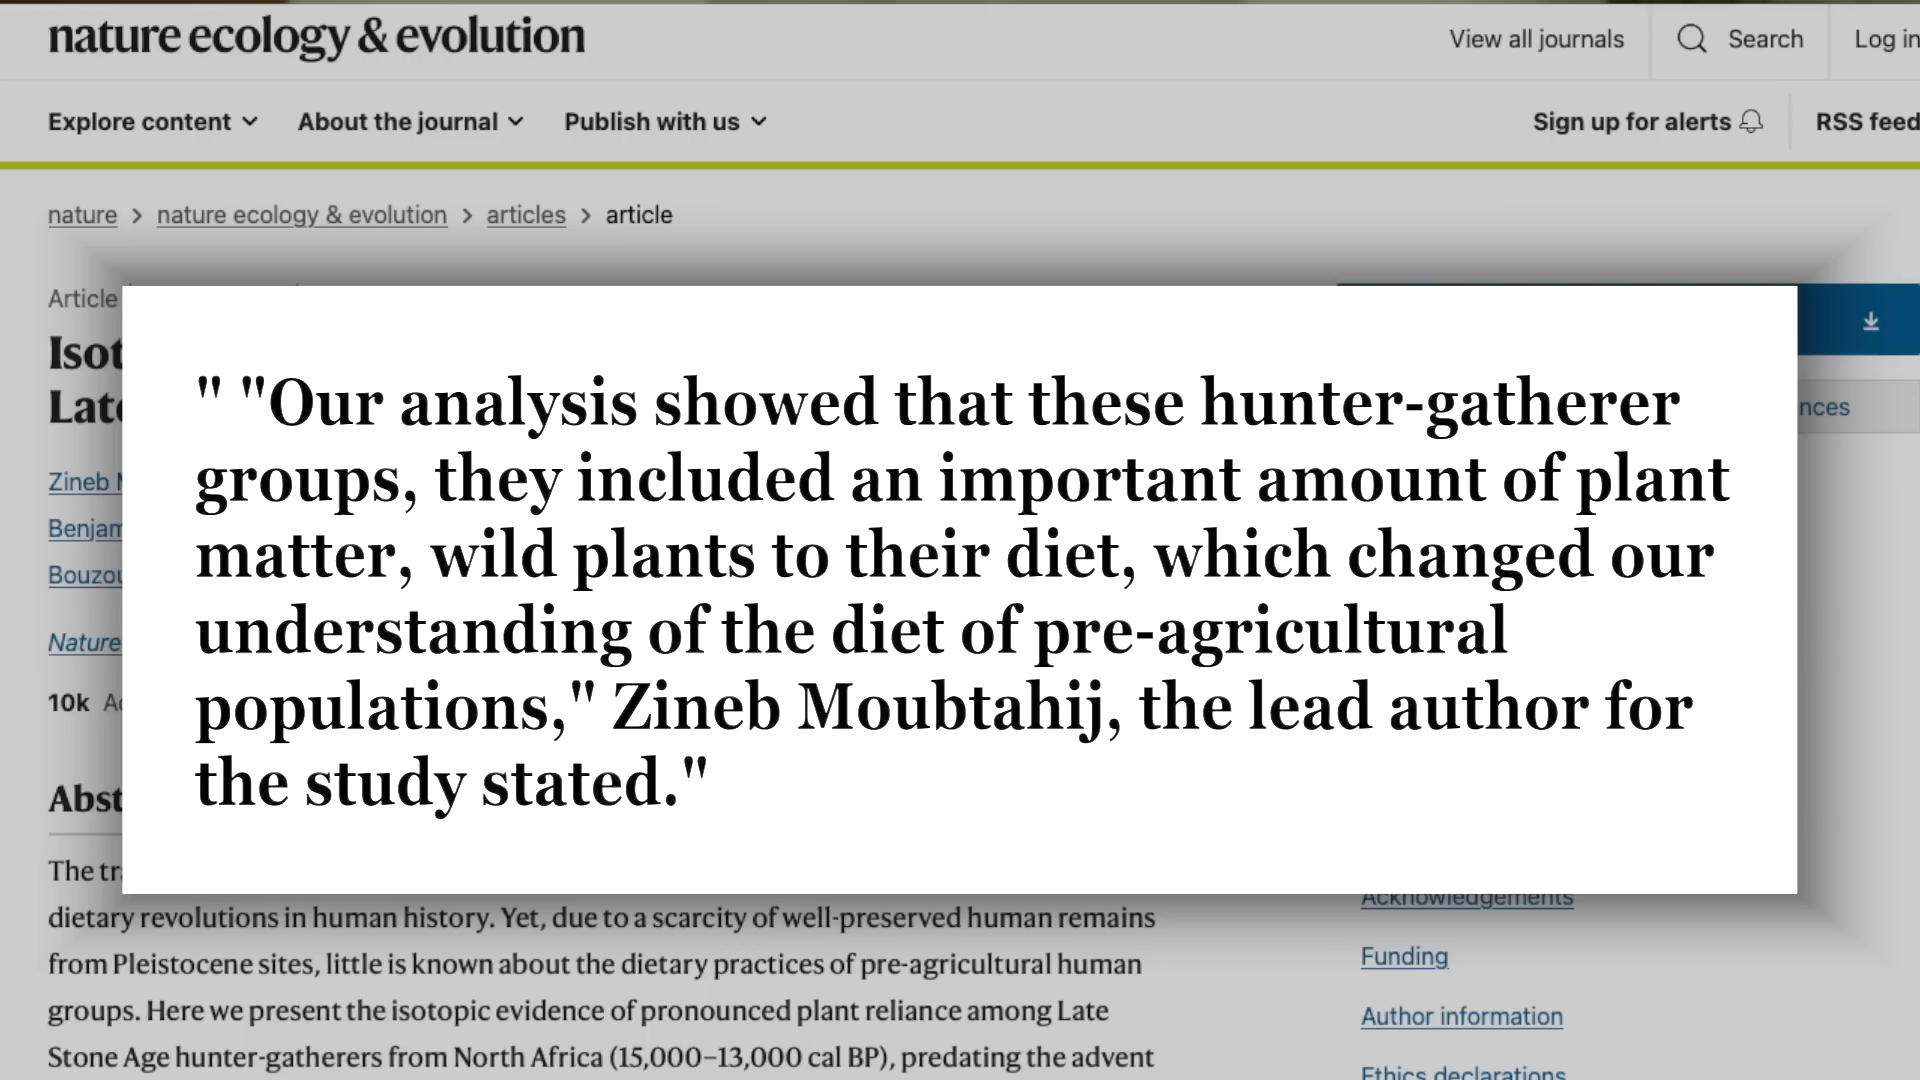 nature ecology & evolution
View all journals
Search
Log in
Explore content
About the journal
Publish with us
Sign up for alerts
RSS feed
nature > nature ecology & evolution > articles > article
Article
" "Our analysis showed that these hunter-gatherer
groups, they included an important amount of plant
matter, wild plants to their diet, which changed our
understanding of the diet of pre-agricultural
populations," Zineb Moubtahij, the lead author for
the study stated."
Zineb
Nature
10k
The
dietary revolutions in human history. Yet, due to a scarcity of well-preserved human remains
from Pleistocene sites, little is known about the dietary practices of pre-agricultural human
groups. Here we present the isotopic evidence of pronounced plant reliance among Late
Stone Age hunter-gatherers from North Africa (15,000–13,000 cal BP), predating the advent
Acknowledgements
Funding
Author information
Ethics declarations